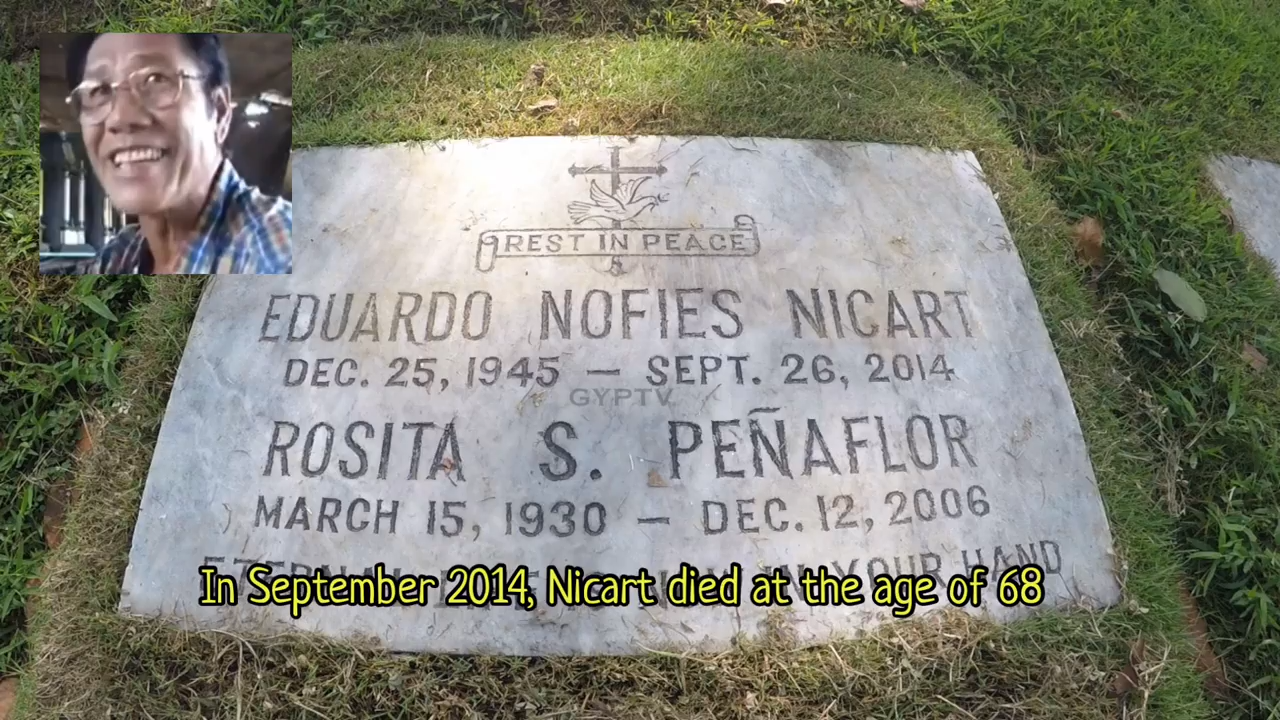 REST IN PEACE
EDUARDO NOFIES NICART
DEC. 25, 1945 — SEPT. 26, 2014
GYPTV
ROSITA S. PEÑAFLOR
MARCH 15, 1930 — DEC. 12, 2006
IN YOUR HAND
In September 2014, Nicart died at the age of 68